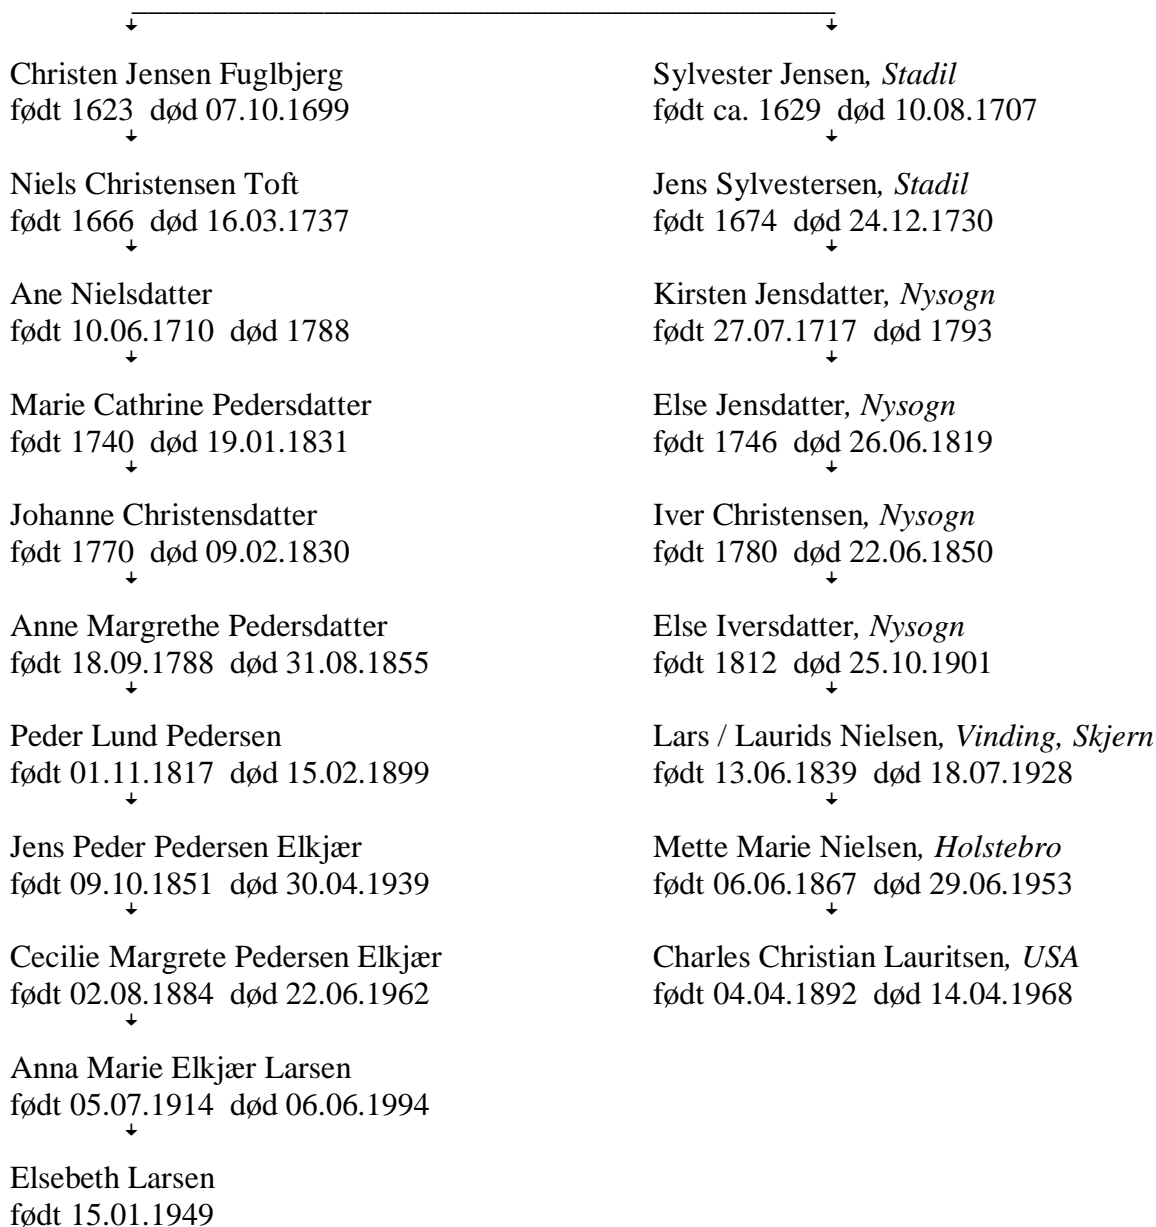 Christen Jensen Fuglbjerg
født 1623  død 07.10.1699
Niels Christensen Toft
født 1666  død 16.03.1737
Ane Nielsdatter
født 10.06.1710  død 1788
Marie Cathrine Pedersdatter
født 1740  død 19.01.1831
Johanne Christensdatter
født 1770  død 09.02.1830
Anne Margrethe Pedersdatter
født 18.09.1788  død 31.08.1855
Peder Lund Pedersen
født 01.11.1817  død 15.02.1899
Jens Peder Pedersen Elkjær
født 09.10.1851  død 30.04.1939
Cecilie Margrete Pedersen Elkjær
født 02.08.1884  død 22.06.1962
Anna Marie Elkjær Larsen
født 05.07.1914  død 06.06.1994
Elsebeth Larsen
født 15.01.1949
Sylvester Jensen, Stadil
født ca. 1629  død 10.08.1707
Jens Sylvestersen, Stadil
født 1674  død 24.12.1730
Kirsten Jensdatter, Nysogn
født 27.07.1717  død 1793
Else Jensdatter, Nysogn
født 1746  død 26.06.1819
Iver Christensen, Nysogn
født 1780  død 22.06.1850
Else Iversdatter, Nysogn
født 1812  død 25.10.1901
Lars / Laurids Nielsen, Vinding, Skjern
født 13.06.1839  død 18.07.1928
Mette Marie Nielsen, Holstebro
født 06.06.1867  død 29.06.1953
Charles Christian Lauritsen, USA
født 04.04.1892  død 14.04.1968